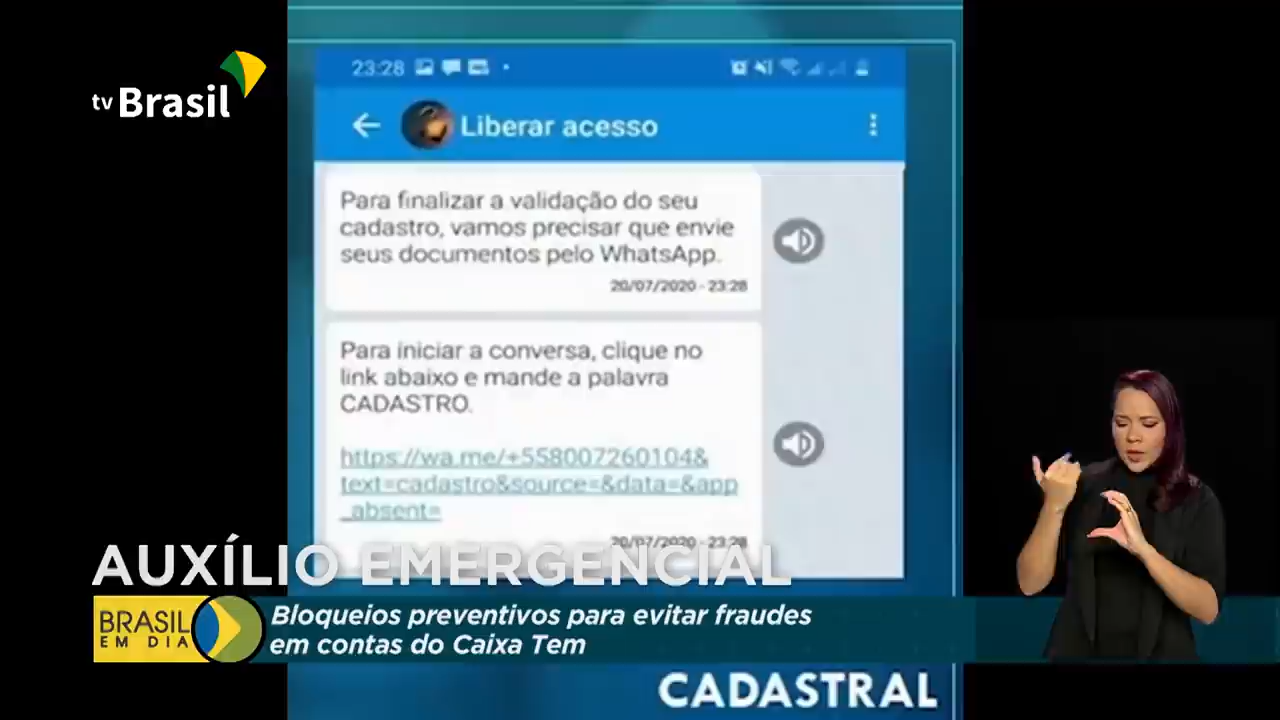 tv Brasil
23:28
Liberar acesso
Para finalizar a validação do seu
cadastro, vamos precisar que envie
seus documentos pelo WhatsApp.
20/07/2020 - 23:28
Para iniciar a conversa, clique no
link abaixo e mande a palavra
CADASTRO.
https://wa.me/+558007260104&
text=cadastro&source=&data=&app
_absent=
20/07/2020 - 23:28
AUXÍLIO EMERGENCIAL
BRASIL
EM DIA
Bloqueios preventivos para evitar fraudes
em contas do Caixa Tem
CADASTRAL